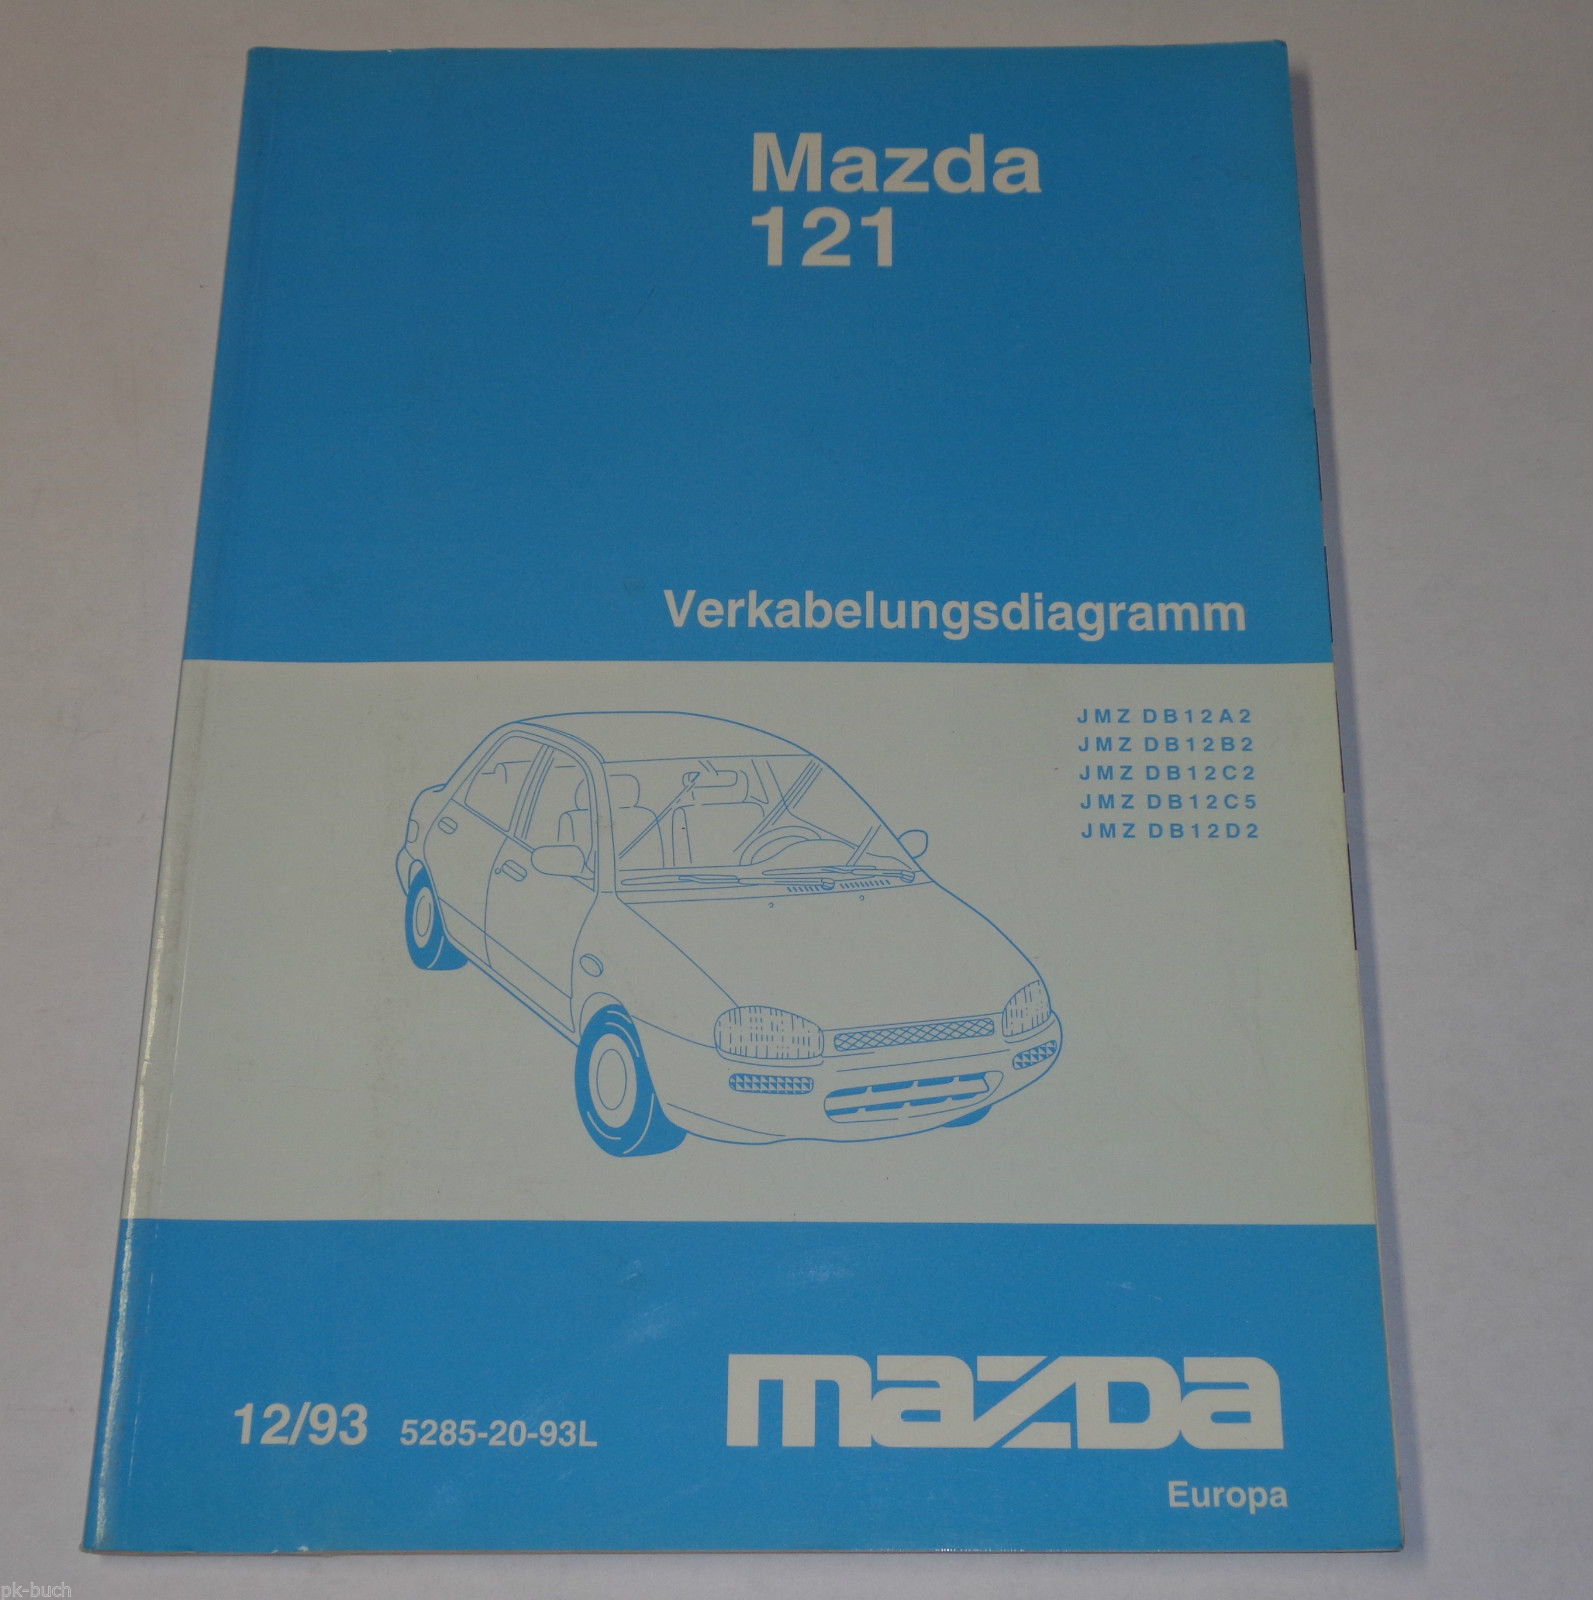 Mazda
121
Verkabelungsdiagramm
JMZ DB12A2
JMZ DB12B2
JMZ DB12C2
JMZ DB12C5
JMZ DB12D2
12/93 5285-20-93L
mazda
Europa
pk-buch